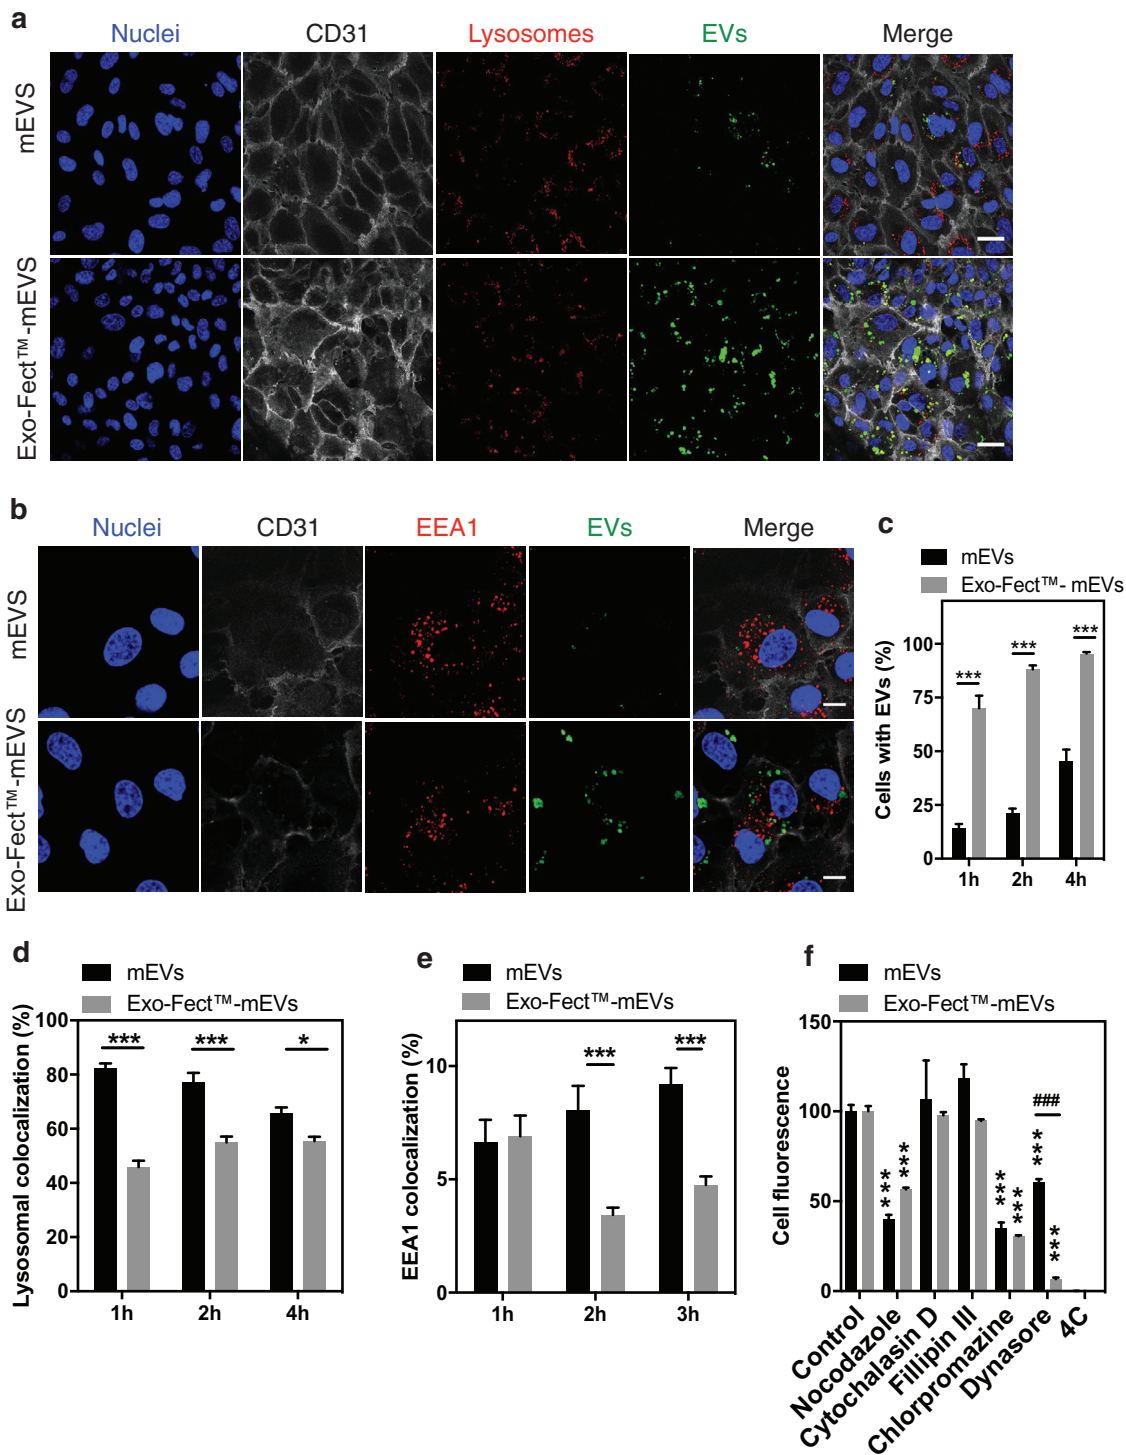 a
Nuclei CD31 Lysosomes EVs Merge
mEVS
Exo-Fect™-mEVS
b
Nuclei CD31 EEA1 EVs Merge
mEVS
Exo-Fect™-mEVS
c
mEVs
Exo-Fect™- mEVs
Cells with EVs (%)
100
75
50
25
0
*** *** ***
1h 2h 4h
d
mEVs
Exo-Fect™-mEVs
Lysosomal colocalization (%)
100
80
60
40
20
0
*** *** *
1h 2h 4h
e
mEVs
Exo-Fect™-mEVs
EEA1 colocalization (%)
10
5
0
*** ***
1h 2h 3h
f
mEVs
Exo-Fect™-mEVs
Cell fluorescence
150
100
50
0
###
*** *** *** *** *** ***
Control
Nocodazole
Cytochalasin D
Fillipin III
Chlorpromazine
Dynasore
4C